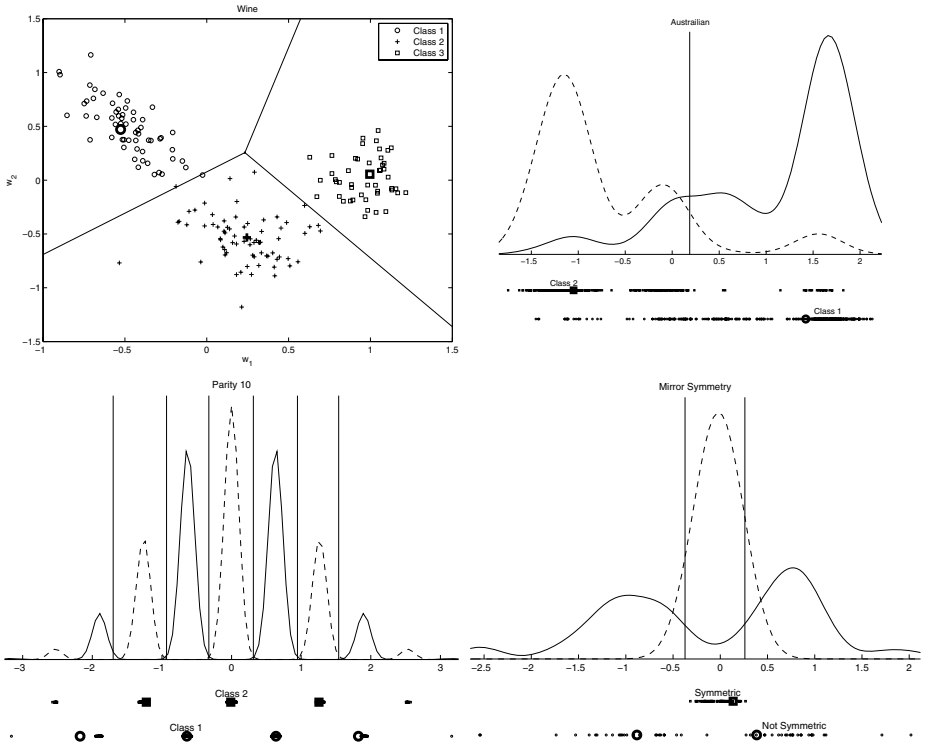 Wine
1.5
1
0.5
0
−0.5
−1
−1.5
w2
−1 −0.5 0 0.5 1 1.5
w1
Class 1
Class 2
Class 3
Austrailian
−1.5 −1 −0.5 0 0.5 1 1.5 2
Class 2
Class 1
Parity 10
−3 −2 −1 0 1 2 3
Class 2
Class 1
Mirror Symmetry
−2.5 −2 −1.5 −1 −0.5 0 0.5 1 1.5 2
Symmetric
Not Symmetric